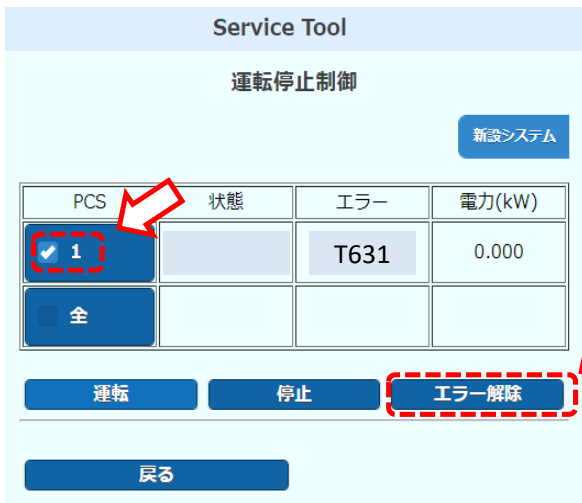 Service Tool
運転停止制御
新設システム
PCS 状態 エラー 電力(kW)
1 T631 0.000
全
運転 停止 エラー解除
戻る